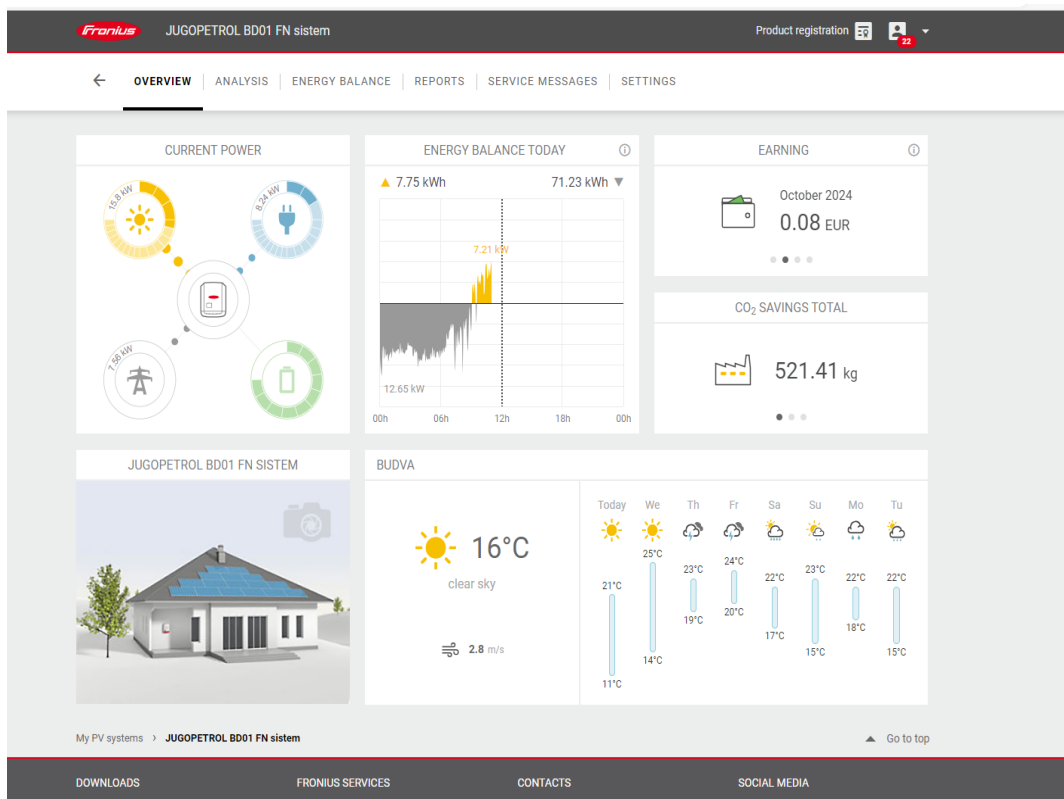 Fronius
JUGOPETROL BD01 FN sistem
Product registration
22
OVERVIEW
ANALYSIS
ENERGY BALANCE
REPORTS
SERVICE MESSAGES
SETTINGS
CURRENT POWER
15.8 kW
8.24 kW
7.56 kW
ENERGY BALANCE TODAY
7.75 kWh
71.23 kWh
7.21 kW
12.65 kW
00h 06h 12h 18h 00h
EARNING
October 2024
0.08 EUR
CO2 SAVINGS TOTAL
521.41 kg
JUGOPETROL BD01 FN SISTEM
BUDVA
16°C
clear sky
2.8 m/s
Today We Th Fr Sa Su Mo Tu
21°C 25°C 23°C 24°C 22°C 23°C 22°C 22°C
11°C 14°C 19°C 20°C 17°C 15°C 18°C 15°C
My PV systems › JUGOPETROL BD01 FN sistem
Go to top
DOWNLOADS
FRONIUS SERVICES
CONTACTS
SOCIAL MEDIA